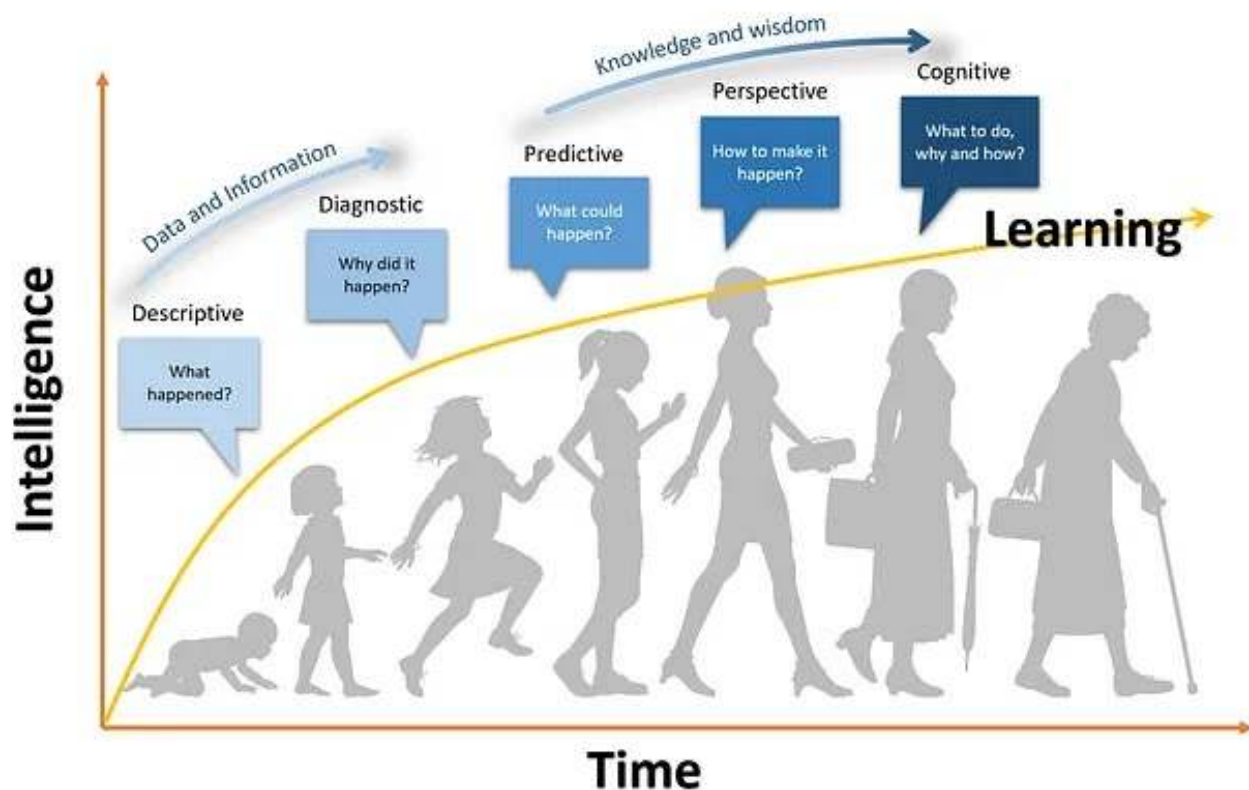 Knowledge and wisdom
Cognitive
Perspective
What to do,
why and how?
Data and Information
Predictive
How to make it
happen?
Diagnostic
What could
happen?
Learning
Why did it
happen?
Descriptive
What
happened?
Intelligence
Time